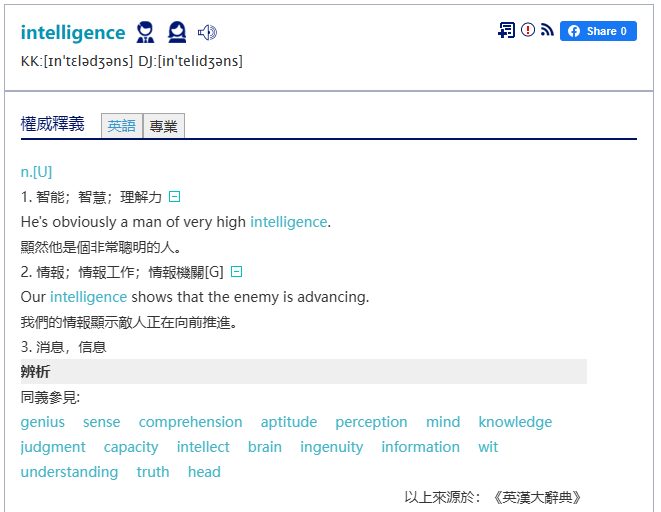 intelligence Share 0
KK:[ɪnˈtɛlədʒəns] DJ:[inˈtelidʒəns]
權威釋義 英語 專業
n.[U]
1. 智能；智慧；理解力
He's obviously a man of very high intelligence.
顯然他是個非常聰明的人。
2. 情報；情報工作；情報機關[G]
Our intelligence shows that the enemy is advancing.
我們的情報顯示敵人正在向前推進。
3. 消息，信息
辨析
同義參見:
genius sense comprehension aptitude perception mind knowledge
judgment capacity intellect brain ingenuity information wit
understanding truth head
以上來源於：《英漢大辭典》